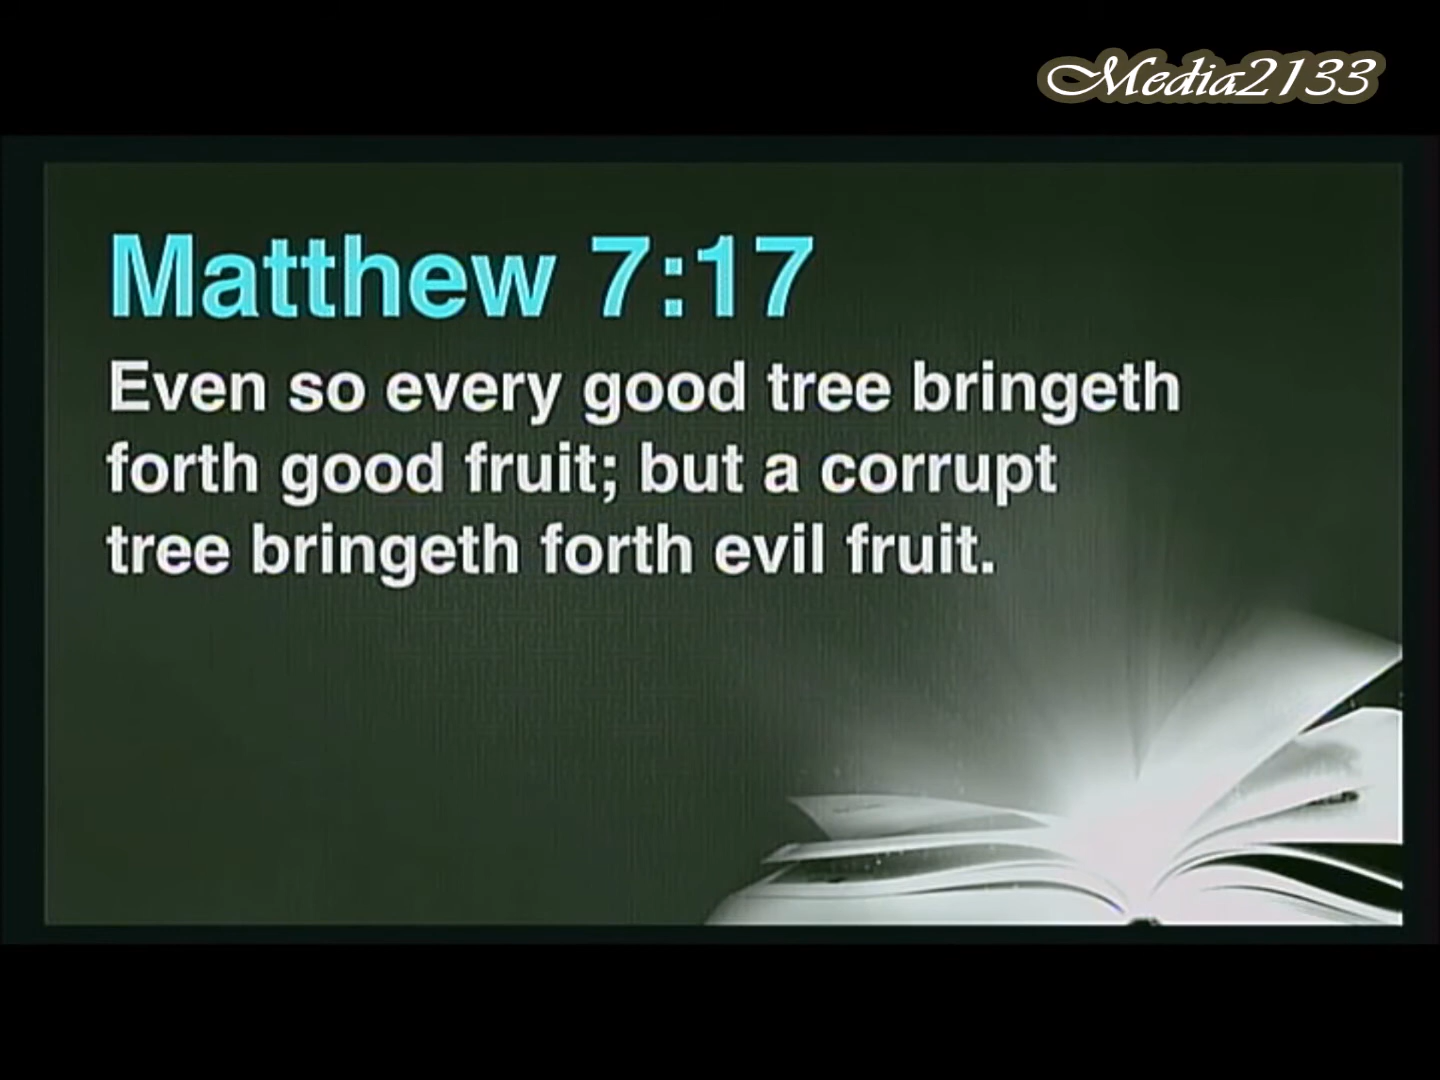 Media2133
Matthew 7:17
Even so every good tree bringeth
forth good fruit; but a corrupt
tree bringeth forth evil fruit.